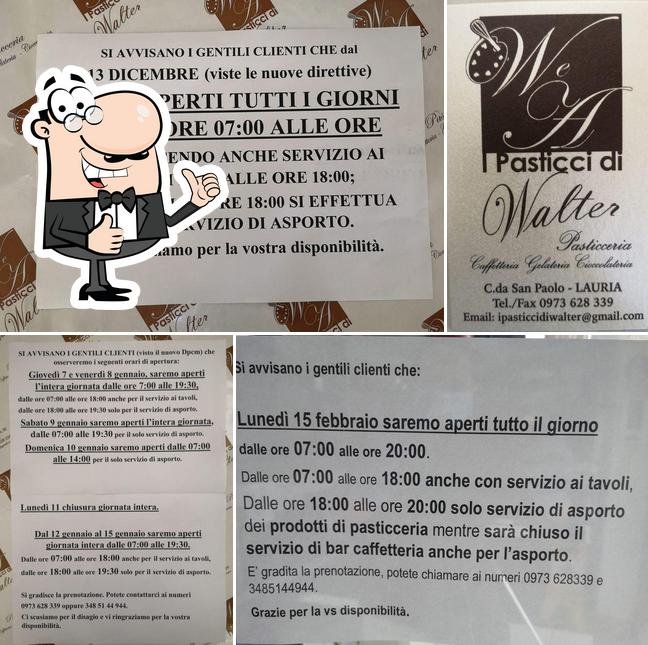 SI AVVISANO I GENTILI CLIENTI CHE dal
13 DICEMBRE (viste le nuove direttive)
PERTI TUTTI I GIORNI
ORE 07:00 ALLE ORE
ENDO ANCHE SERVIZIO AI
ALLE ORE 18:00;
18:00 SI EFFETTUA
RVIZIO DI ASPORTO.
iamo per la vostra disponibilità.
W e A
I Pasticci di
Walter
Pasticceria
Caffetteria Gelateria Cioccolateria
C.da San Paolo - LAURIA
Tel./Fax 0973 628 339
Email: ipasticcidiwalter@gmail.com
SI AVVISANO I GENTILI CLIENTI (visto il nuovo Dpcm) che
osserveremo i seguenti orari di apertura:
Giovedì 7 e venerdì 8 gennaio, saremo aperti
l'intera giornata dalle ore 7:00 alle 19:30,
dalle ore 07:00 alle ore 18:00 anche per il servizio ai tavoli,
dalle ore 18:00 alle ore 19:30 solo per il servizio di asporto.
Sabato 9 gennaio saremo aperti l'intera giornata,
dalle 07:00 alle 19:30 per il solo servizio di asporto.
Domenica 10 gennaio saremo aperti dalle 07:00
alle 14:00 per il solo servizio di asporto.
Lunedì 11 chiusura giornata intera.
Dal 12 gennaio al 15 gennaio saremo aperti
giornata intera dalle 07:00 alle 19:30.
Dalle ore 07:00 alle ore 18:00 anche per il servizio ai tavoli,
dalle ore 18:00 alle ore 19:30 solo per il servizio di asporto.
Si gradisce la prenotazione. Potete contattarci ai numeri
0973 628 339 oppure 348 51 44 944.
Ci scusiamo per il disagio e vi ringraziamo per la vostra
disponibilità.
Si avvisano i gentili clienti che:
Lunedì 15 febbraio saremo aperti tutto il giorno
dalle ore 07:00 alle ore 20:00.
Dalle ore 07:00 alle ore 18:00 anche con servizio ai tavoli,
Dalle ore 18:00 alle ore 20:00 solo servizio di asporto
dei prodotti di pasticceria mentre sarà chiuso il
servizio di bar caffetteria anche per l'asporto.
E' gradita la prenotazione, potete chiamare ai numeri 0973 628339 e
3485144944.
Grazie per la vs disponibilità.